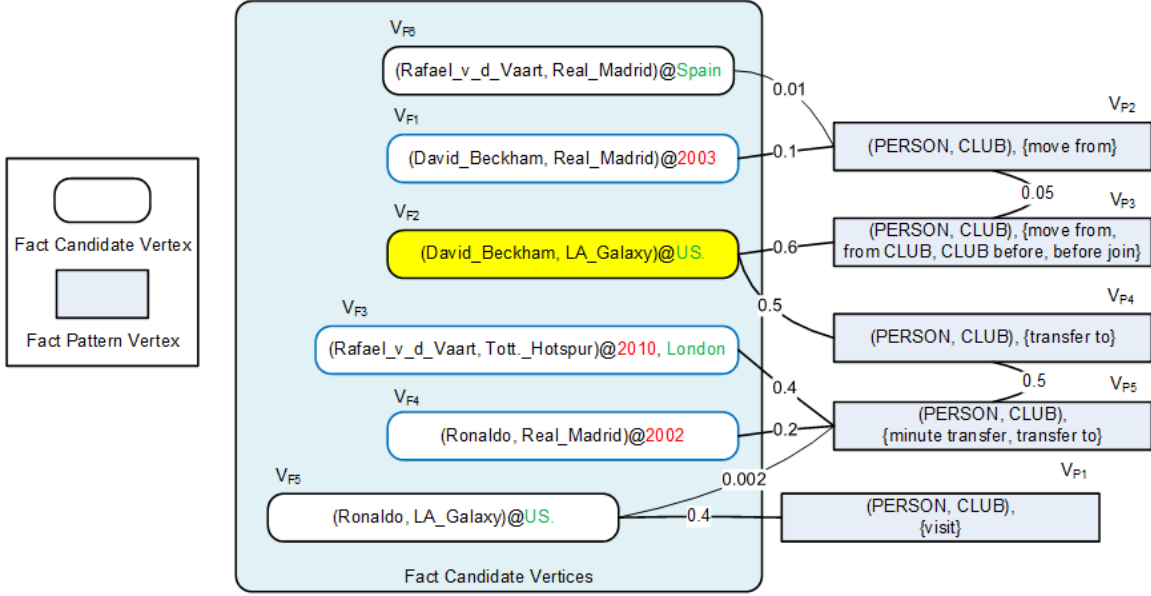 Fact Candidate Vertex
Fact Pattern Vertex
VF6
(Rafael_v_d_Vaart, Real_Madrid)@Spain
VF1
(David_Beckham, Real_Madrid)@2003
VF2
(David_Beckham, LA_Galaxy)@US.
VF3
(Rafael_v_d_Vaart, Tott._Hotspur)@2010, London
VF4
(Ronaldo, Real_Madrid)@2002
VF5
(Ronaldo, LA_Galaxy)@US.
Fact Candidate Vertices
0.01
0.1
0.6
0.5
0.4
0.2
0.002
0.4
VP2
(PERSON, CLUB), {move from}
0.05
VP3
(PERSON, CLUB), {move from,
from CLUB, CLUB before, before join}
VP4
(PERSON, CLUB), {transfer to}
0.5
VP5
(PERSON, CLUB),
{minute transfer, transfer to}
VP1
(PERSON, CLUB),
{visit}